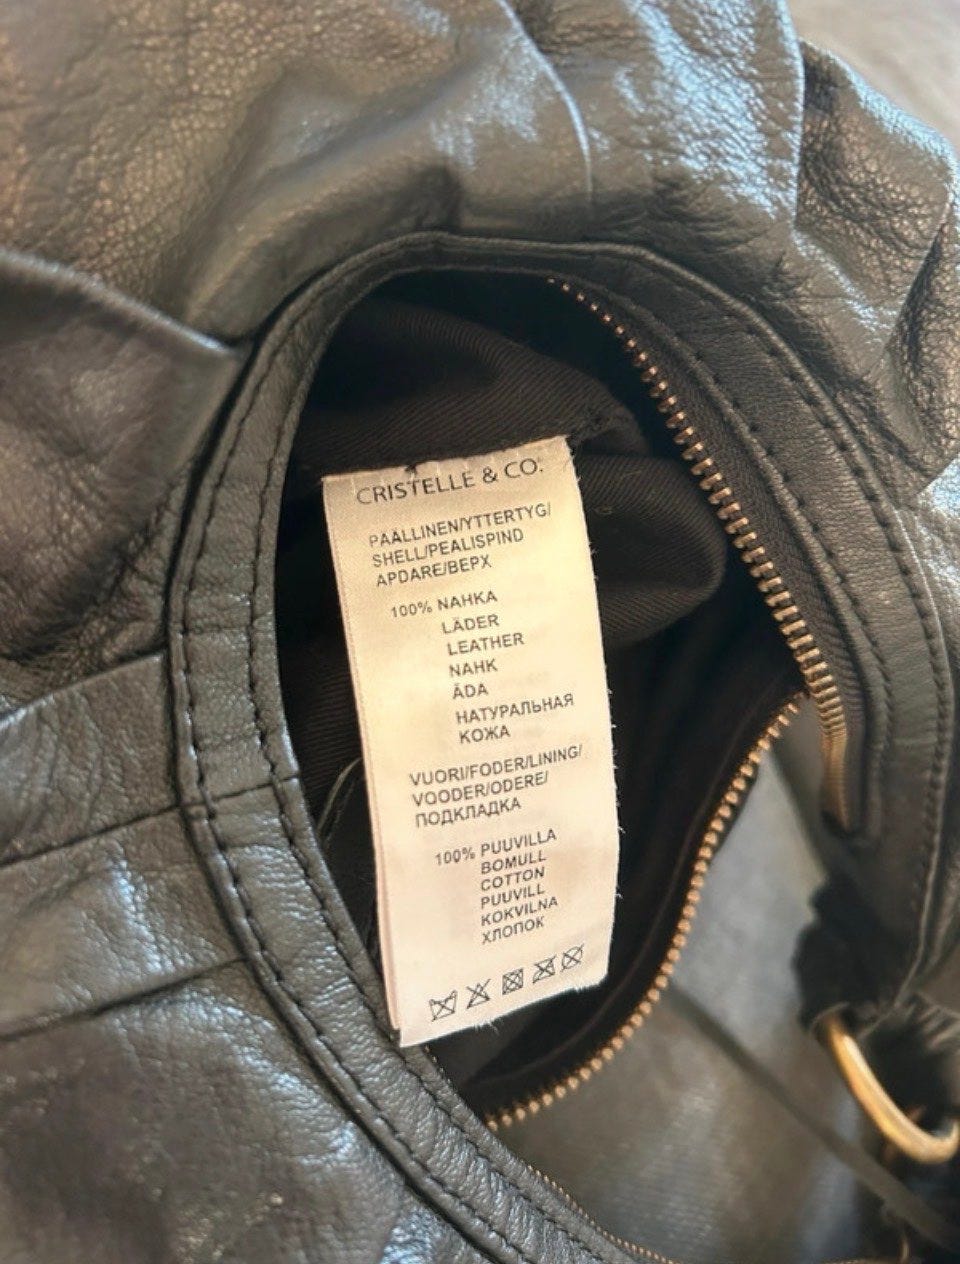 CRISTELLE & CO.
PÄÄLLINEN/YTTERTYG/
SHELL/PEALISPIND
APDARE/ВЕРХ
100% NAHKA
LÄDER
LEATHER
NAHK
ĀDA
НАТУРАЛЬНАЯ
КОЖА
VUORI/FODER/LINING/
VOODER/ODERE/
ПОДКЛАДКА
100% PUUVILLA
BOMULL
COTTON
PUUVILL
KOKVILNA
ХЛОПОК